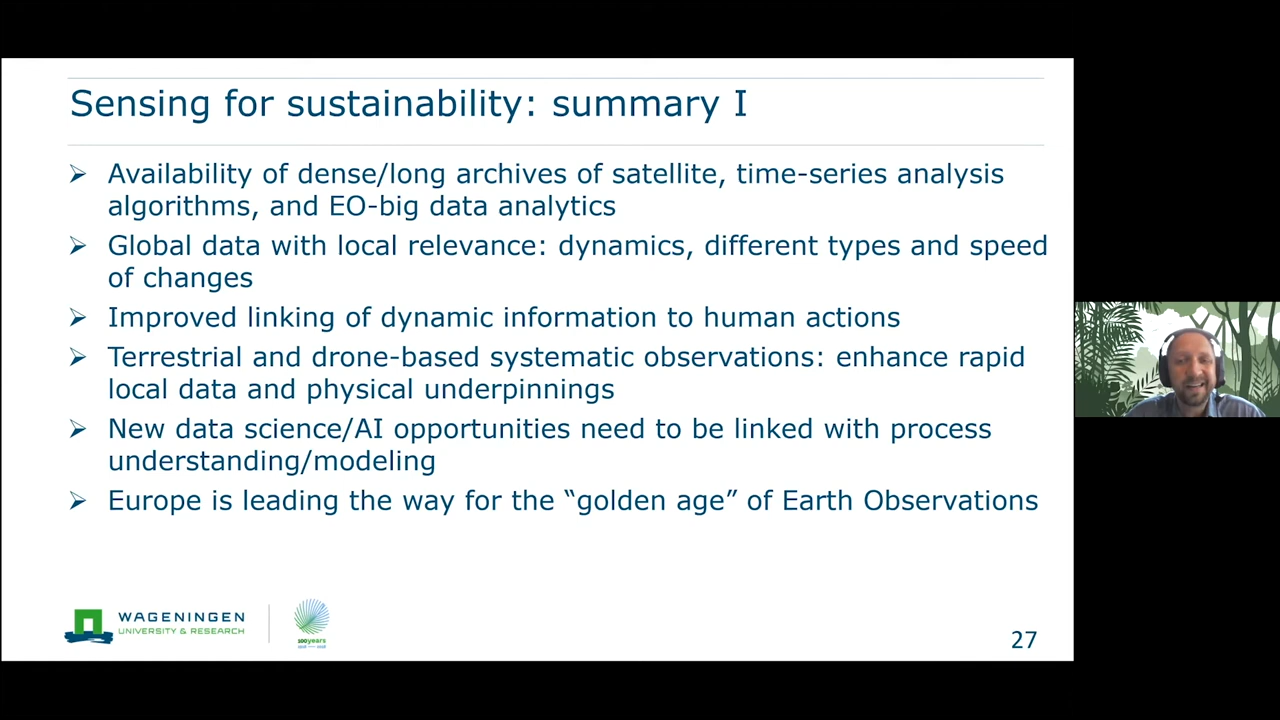 Sensing for sustainability: summary I
Availability of dense/long archives of satellite, time-series analysis
algorithms, and EO-big data analytics
Global data with local relevance: dynamics, different types and speed
of changes
Improved linking of dynamic information to human actions
Terrestrial and drone-based systematic observations: enhance rapid
local data and physical underpinnings
New data science/AI opportunities need to be linked with process
understanding/modeling
Europe is leading the way for the “golden age” of Earth Observations
WAGENINGEN
UNIVERSITY & RESEARCH
100years
27